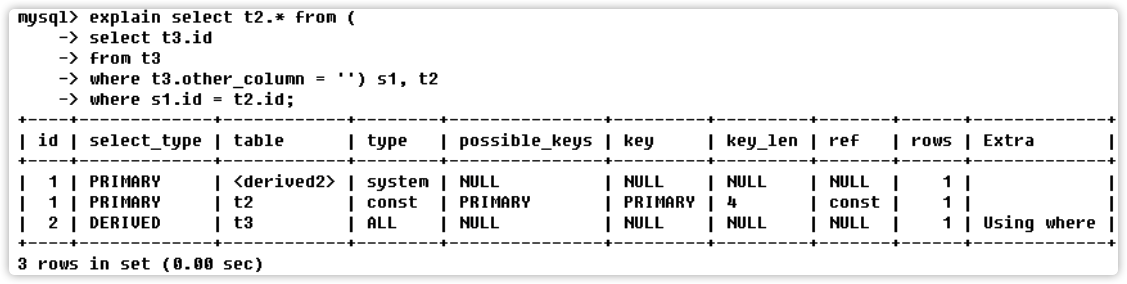 mysql> explain select t2.* from (
    -> select t3.id
    -> from t3
    -> where t3.other_column = '') s1, t2
    -> where s1.id = t2.id;
+----+-------------+------------+--------+---------------+---------+---------+-------+------+-------------+
| id | select_type | table      | type   | possible_keys | key     | key_len | ref   | rows | Extra       |
+----+-------------+------------+--------+---------------+---------+---------+-------+------+-------------+
|  1 | PRIMARY     | <derived2> | system | NULL          | NULL    | NULL    | NULL  |    1 |             |
|  1 | PRIMARY     | t2         | const  | PRIMARY       | PRIMARY | 4       | const |    1 |             |
|  2 | DERIVED     | t3         | ALL    | NULL          | NULL    | NULL    | NULL  |    1 | Using where |
+----+-------------+------------+--------+---------------+---------+---------+-------+------+-------------+
3 rows in set (0.00 sec)